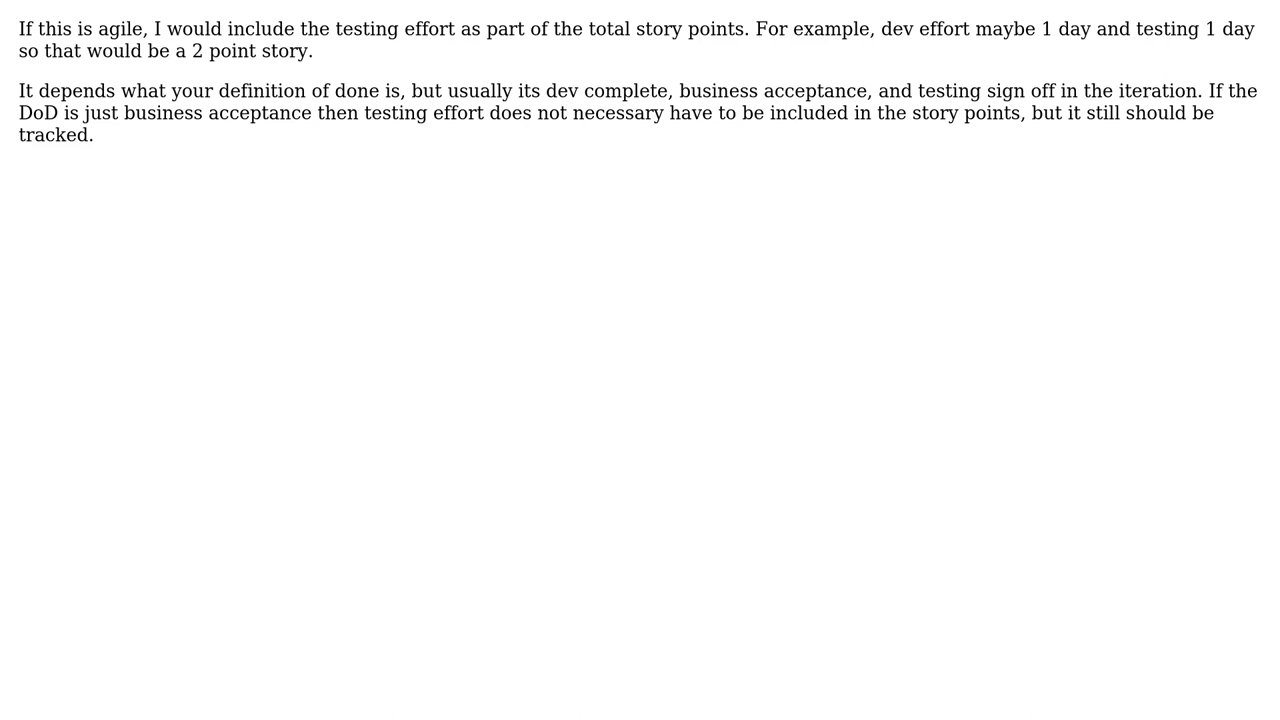 If this is agile, I would include the testing effort as part of the total story points. For example, dev effort maybe 1 day and testing 1 day
so that would be a 2 point story.
It depends what your definition of done is, but usually its dev complete, business acceptance, and testing sign off in the iteration. If the
DoD is just business acceptance then testing effort does not necessary have to be included in the story points, but it still should be
tracked.